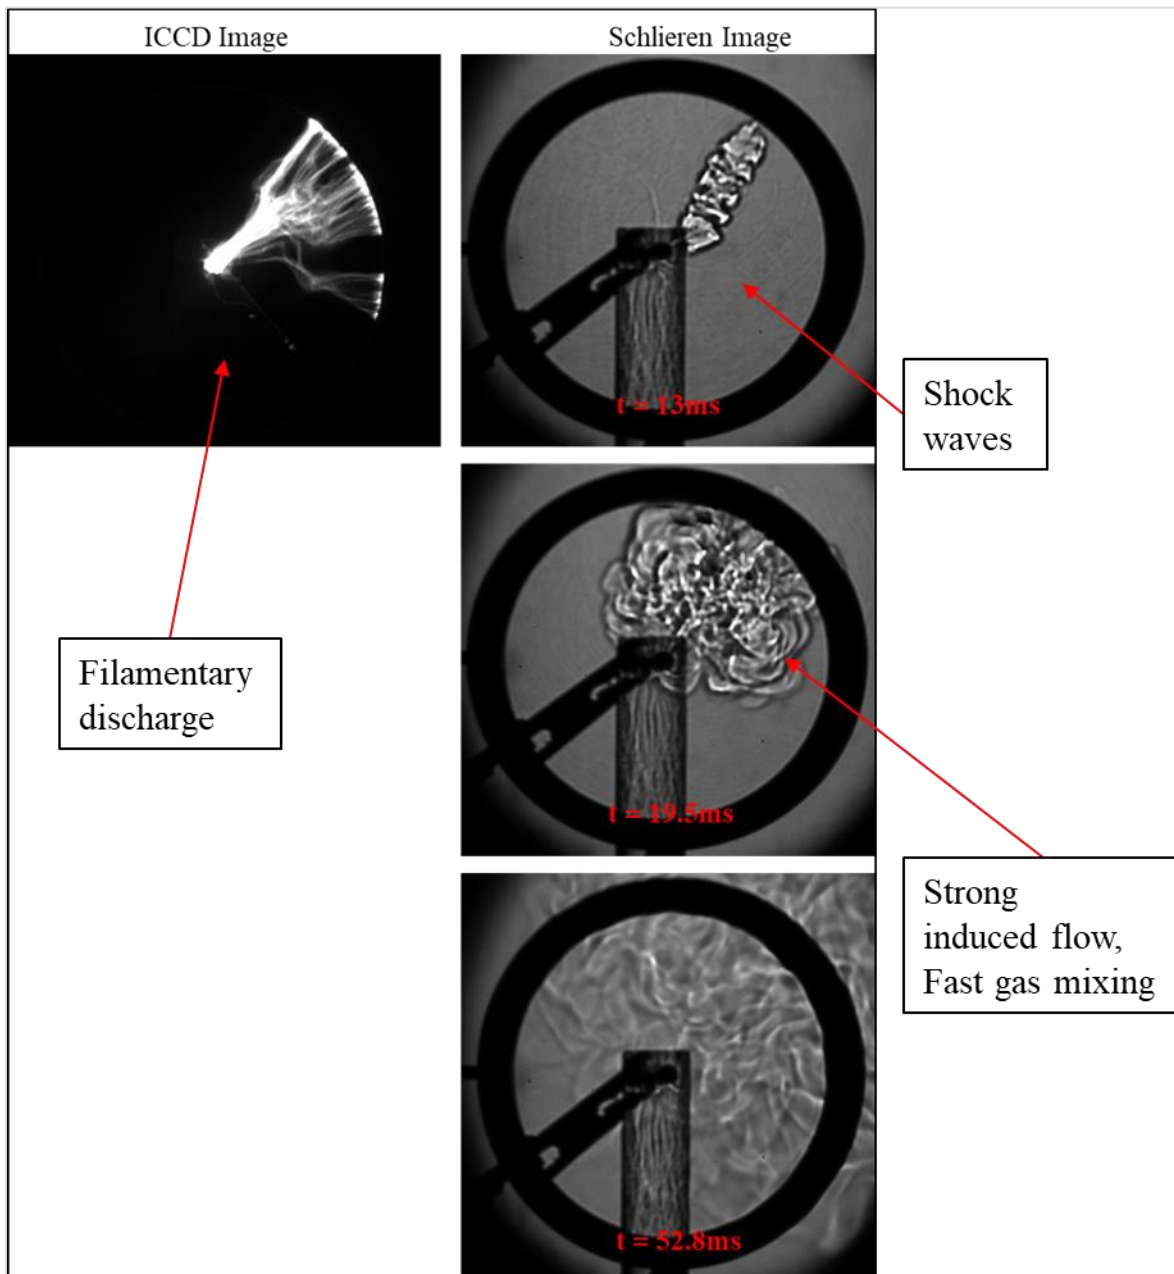 ICCD Image
Schlieren Image
t = 13ms
Shock
waves
Filamentary
discharge
t = 19.5ms
Strong
induced flow,
Fast gas mixing
t = 52.8ms